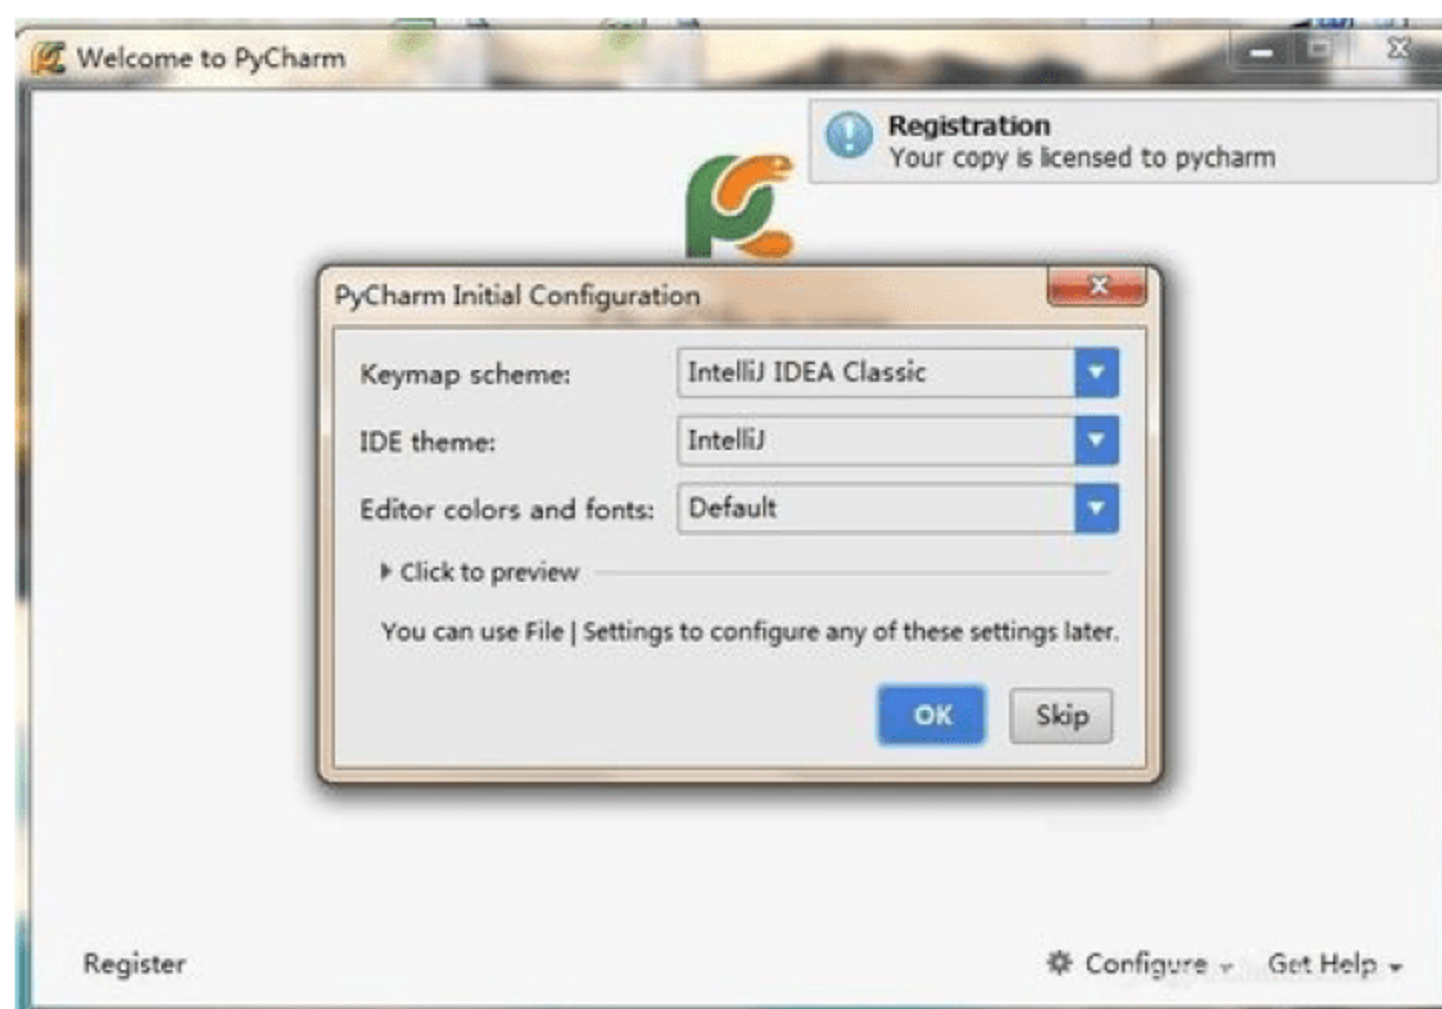 Welcome to PyCharm
Registration
Your copy is licensed to pycharm
PyCharm Initial Configuration
Keymap scheme: IntelliJ IDEA Classic
IDE theme: IntelliJ
Editor colors and fonts: Default
Click to preview
You can use File | Settings to configure any of these settings later.
OK Skip
Register Configure Get Help